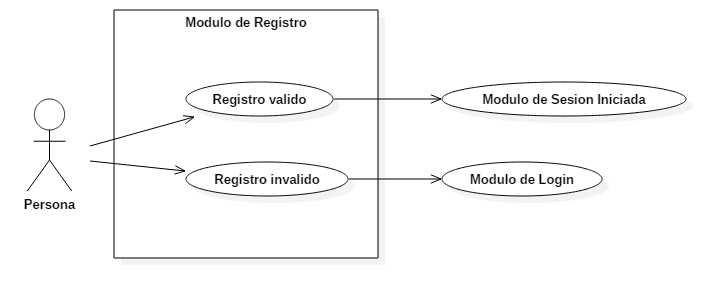 Modulo de Registro
Registro valido
Modulo de Sesion Iniciada
Registro invalido
Modulo de Login
Persona